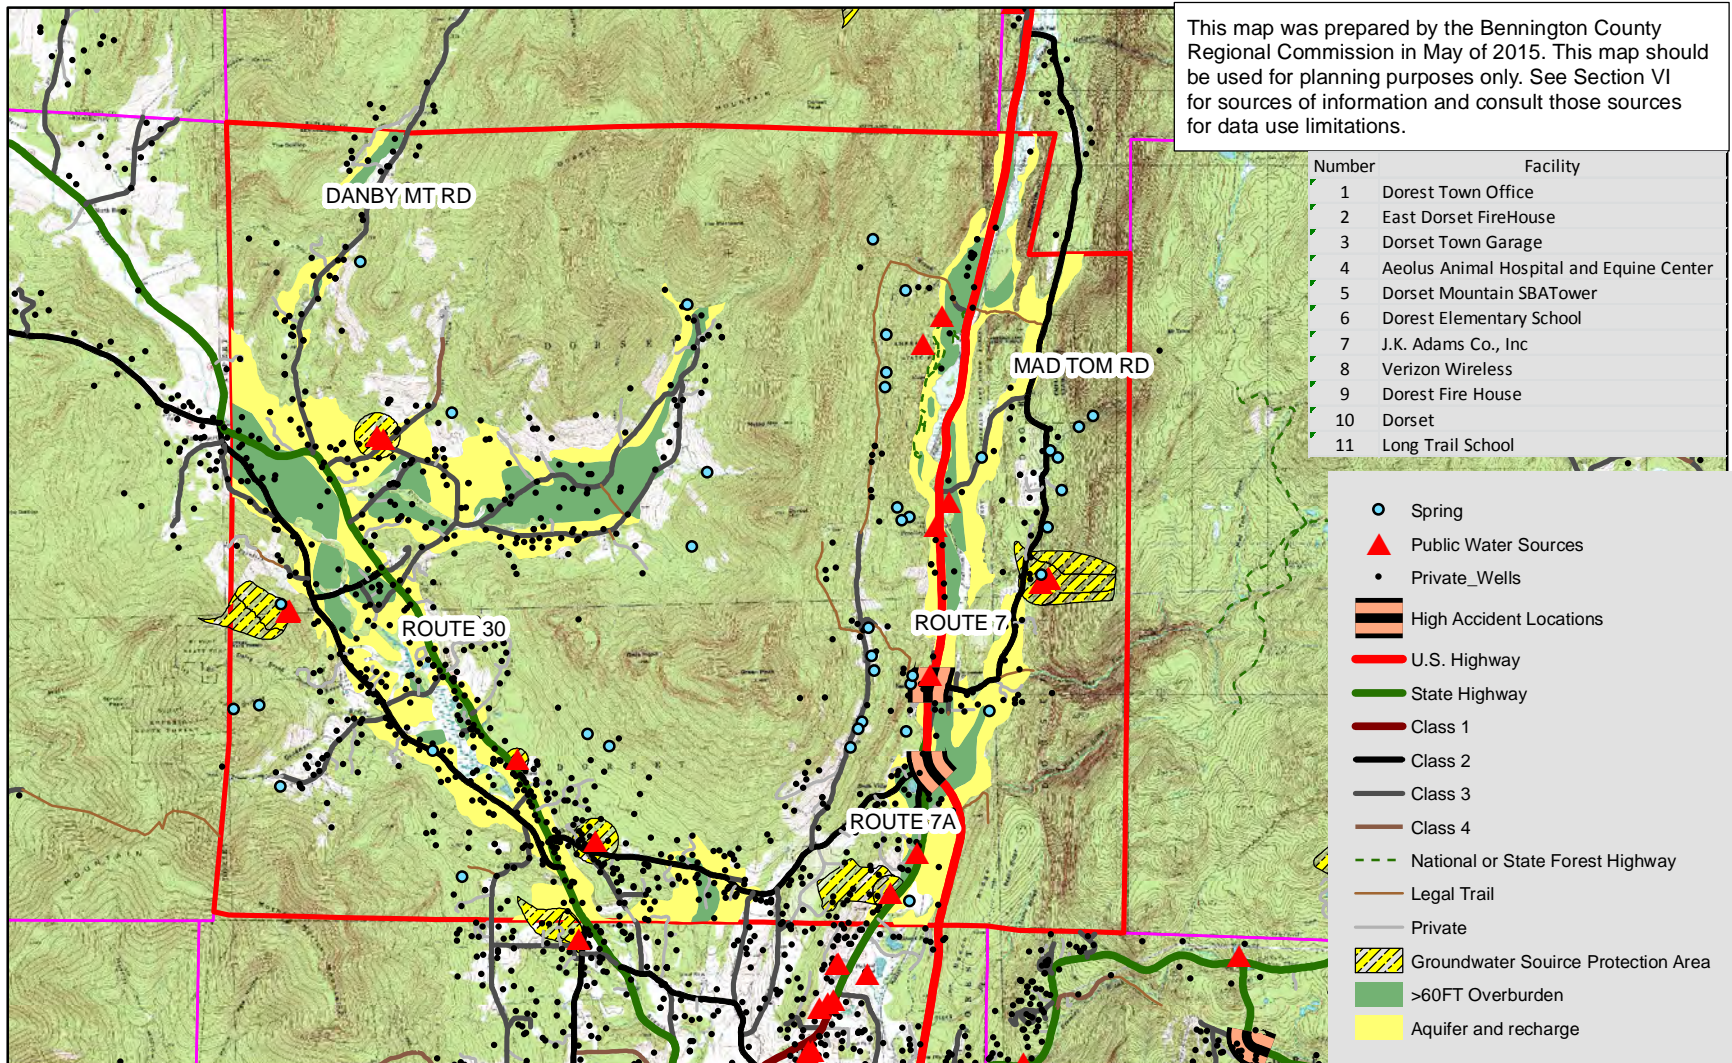 This map was prepared by the Bennington County
Regional Commission in May of 2015. This map should
be used for planning purposes only. See Section VI
for sources of information and consult those sources
for data use limitations.
Number Facility
1 Dorest Town Office
2 East Dorset FireHouse
3 Dorset Town Garage
4 Aeolus Animal Hospital and Equine Center
5 Dorset Mountain SBATower
6 Dorest Elementary School
7 J.K. Adams Co., Inc
8 Verizon Wireless
9 Dorest Fire House
10 Dorset
11 Long Trail School
DANBY MT RD
MAD TOM RD
ROUTE 30
ROUTE 7
ROUTE 7A
D O R S E T
MOUNTAIN
Spring
Public Water Sources
Private_Wells
High Accident Locations
U.S. Highway
State Highway
Class 1
Class 2
Class 3
Class 4
National or State Forest Highway
Legal Trail
Private
Groundwater Souirce Protection Area
>60FT Overburden
Aquifer and recharge